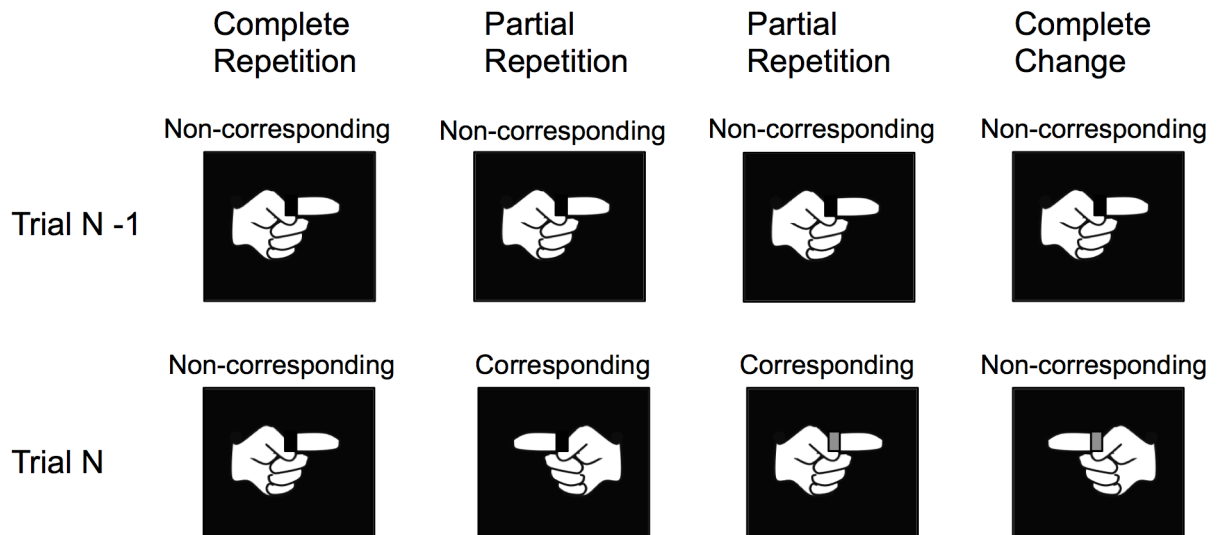 Complete
Repetition
Partial
Repetition
Partial
Repetition
Complete
Change
Non-corresponding
Non-corresponding
Non-corresponding
Non-corresponding
Trial N -1
Non-corresponding
Corresponding
Corresponding
Non-corresponding
Trial N